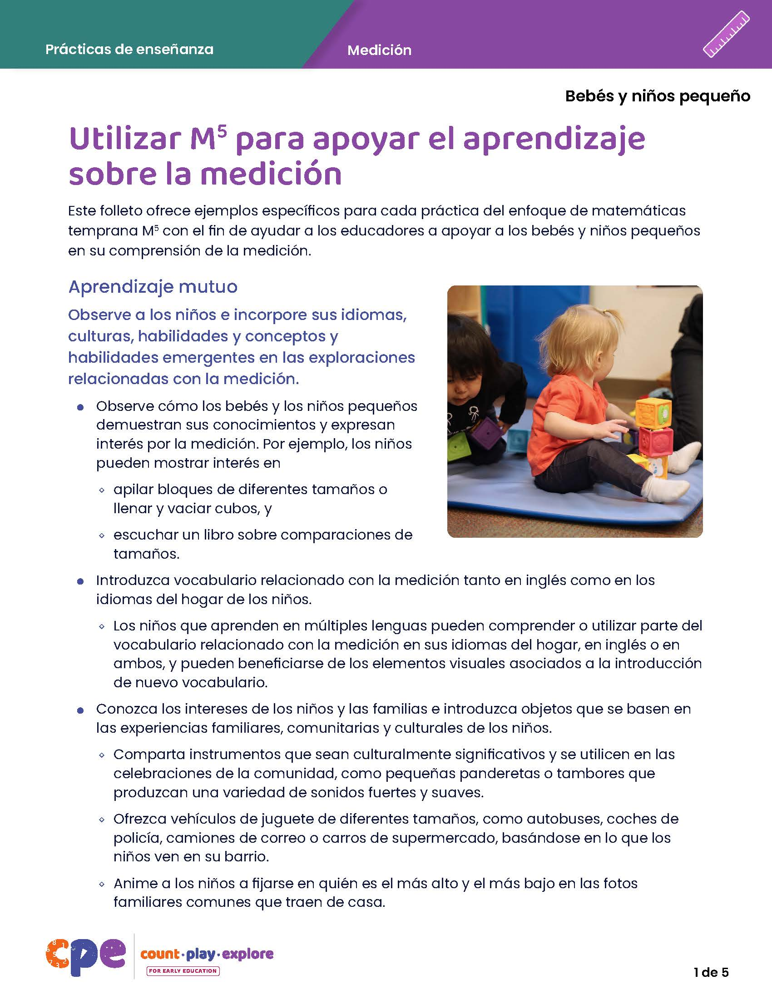 Prácticas de enseñanza
Medición
Bebés y niños pequeño
Utilizar M⁵ para apoyar el aprendizaje
sobre la medición
Este folleto ofrece ejemplos específicos para cada práctica del enfoque de matemáticas
temprana M⁵ con el fin de ayudar a los educadores a apoyar a los bebés y niños pequeños
en su comprensión de la medición.
Aprendizaje mutuo
Observe a los niños e incorpore sus idiomas,
culturas, habilidades y conceptos y
habilidades emergentes en las exploraciones
relacionadas con la medición.
• Observe cómo los bebés y los niños pequeños
demuestran sus conocimientos y expresan
interés por la medición. Por ejemplo, los niños
pueden mostrar interés en
◇ apilar bloques de diferentes tamaños o
llenar y vaciar cubos, y
◇ escuchar un libro sobre comparaciones de
tamaños.
• Introduzca vocabulario relacionado con la medición tanto en inglés como en los
idiomas del hogar de los niños.
◇ Los niños que aprenden en múltiples lenguas pueden comprender o utilizar parte del
vocabulario relacionado con la medición en sus idiomas del hogar, en inglés o en
ambos, y pueden beneficiarse de los elementos visuales asociados a la introducción
de nuevo vocabulario.
• Conozca los intereses de los niños y las familias e introduzca objetos que se basen en
las experiencias familiares, comunitarias y culturales de los niños.
◇ Comparta instrumentos que sean culturalmente significativos y se utilicen en las
celebraciones de la comunidad, como pequeñas panderetas o tambores que
produzcan una variedad de sonidos fuertes y suaves.
◇ Ofrezca vehículos de juguete de diferentes tamaños, como autobuses, coches de
policía, camiones de correo o carros de supermercado, basándose en lo que los
niños ven en su barrio.
◇ Anime a los niños a fijarse en quién es el más alto y el más bajo en las fotos
familiares comunes que traen de casa.
cpe
count·play·explore
FOR EARLY EDUCATION
1 de 5